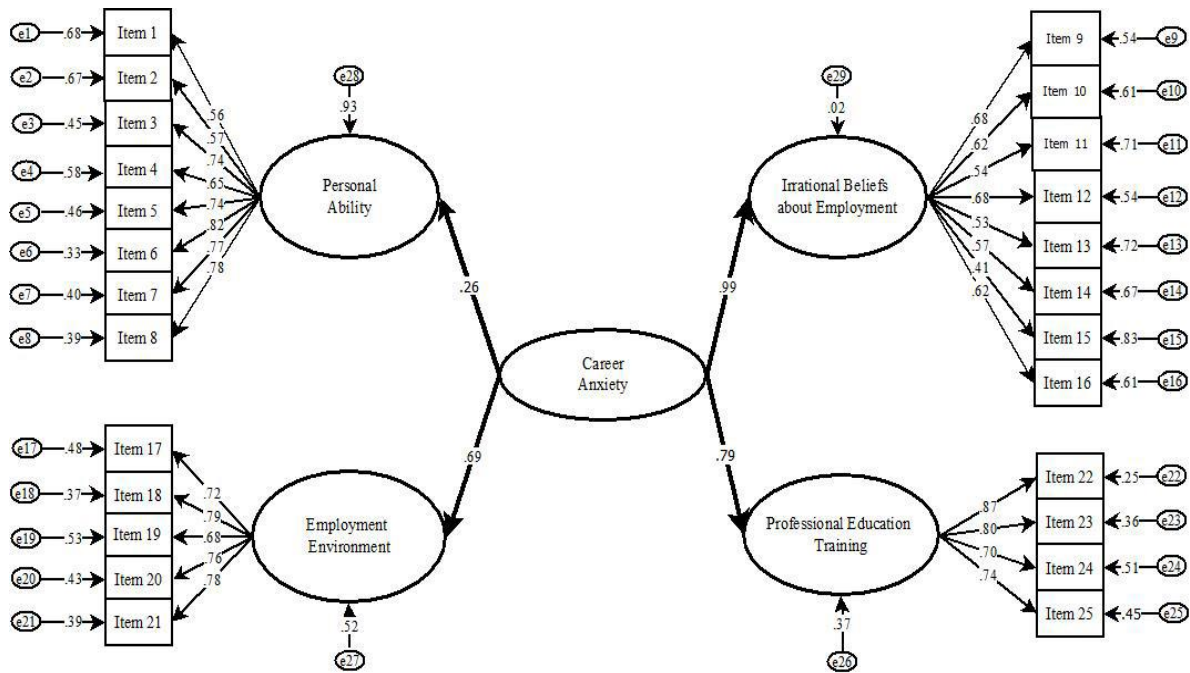 e1 .68 Item 1
e2 .67 Item 2
e3 .45 Item 3
e4 .58 Item 4
e5 .46 Item 5
e6 .33 Item 6
e7 .40 Item 7
e8 .39 Item 8
.56
.57
.74
.65
.74
.82
.77
.78
e28
.93
Personal
Ability
e29
.02
Irrational Beliefs
about Employment
.68
.62
.54
.68
.53
.57
.41
.62
Item 9 .54 e9
Item 10 .61 e10
Item 11 .71 e11
Item 12 .54 e12
Item 13 .72 e13
Item 14 .67 e14
Item 15 .83 e15
Item 16 .61 e16
.26
.99
Career
Anxiety
.69
.79
e17 .48 Item 17
e18 .37 Item 18
e19 .53 Item 19
e20 .43 Item 20
e21 .39 Item 21
.72
.79
.68
.76
.78
Employment
Environment
.52
e27
Professional Education
Training
.37
e26
.87
.80
.70
.74
Item 22 .25 e22
Item 23 .36 e23
Item 24 .51 e24
Item 25 .45 e25